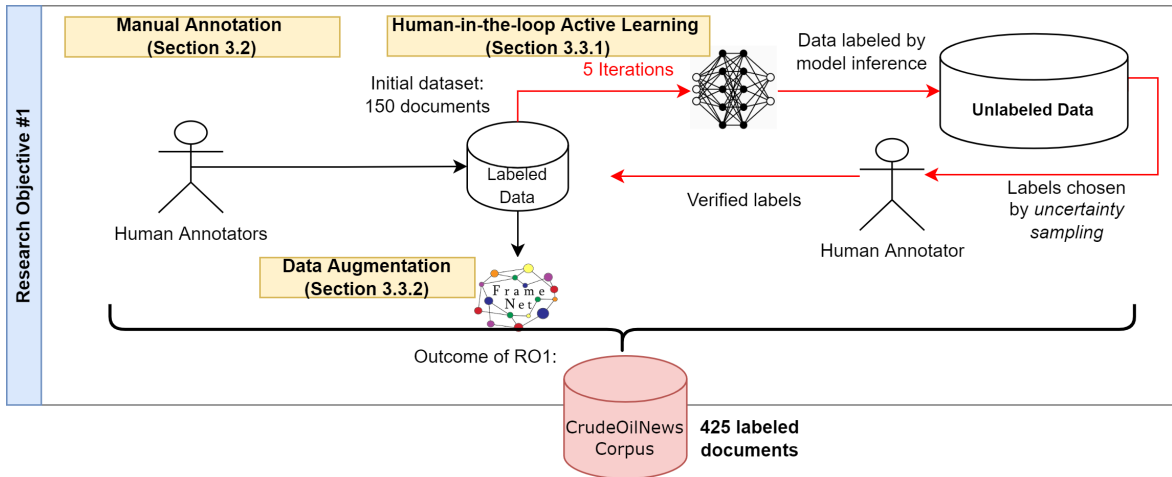 Research Objective #1
Manual Annotation
(Section 3.2)
Human-in-the-loop Active Learning
(Section 3.3.1)
Initial dataset:
150 documents
5 Iterations
Data labeled by
model inference
Unlabeled Data
Labeled
Data
Human Annotators
Verified labels
Human Annotator
Labels chosen
by uncertainty
sampling
Data Augmentation
(Section 3.3.2)
Frame
Net
Outcome of RO1:
CrudeOilNews
Corpus
425 labeled
documents